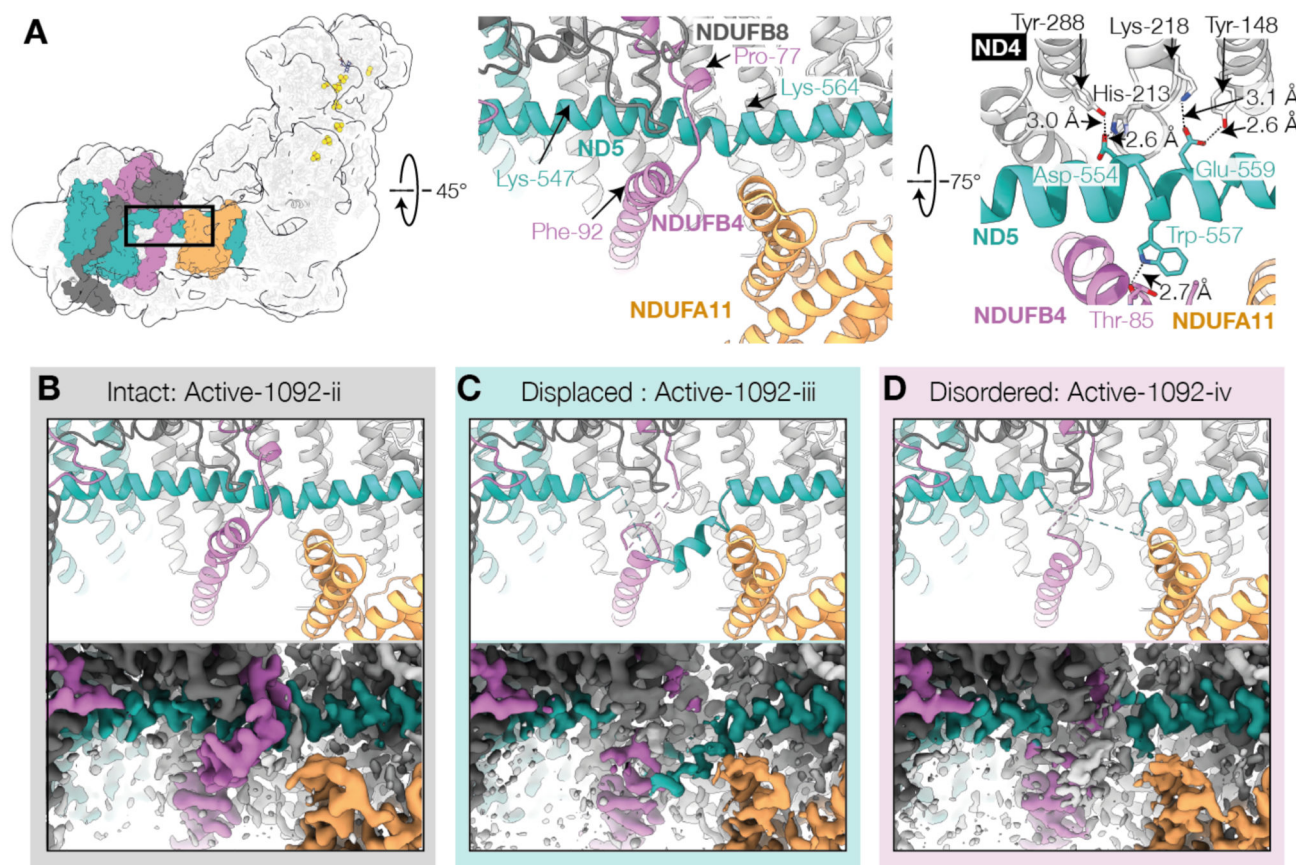 A
45°
NDUFB8
Pro-77
Lys-564
ND5
Lys-547
Phe-92
NDUFB4
NDUFA11
75°
Tyr-288
Lys-218
Tyr-148
ND4
His-213
3.1 Å
3.0 Å
2.6 Å
2.6 Å
Asp-554
Glu-559
ND5
Trp-557
2.7 Å
NDUFB4
Thr-85
NDUFA11
B
Intact: Active-1092-ii
C
Displaced : Active-1092-iii
D
Disordered: Active-1092-iv